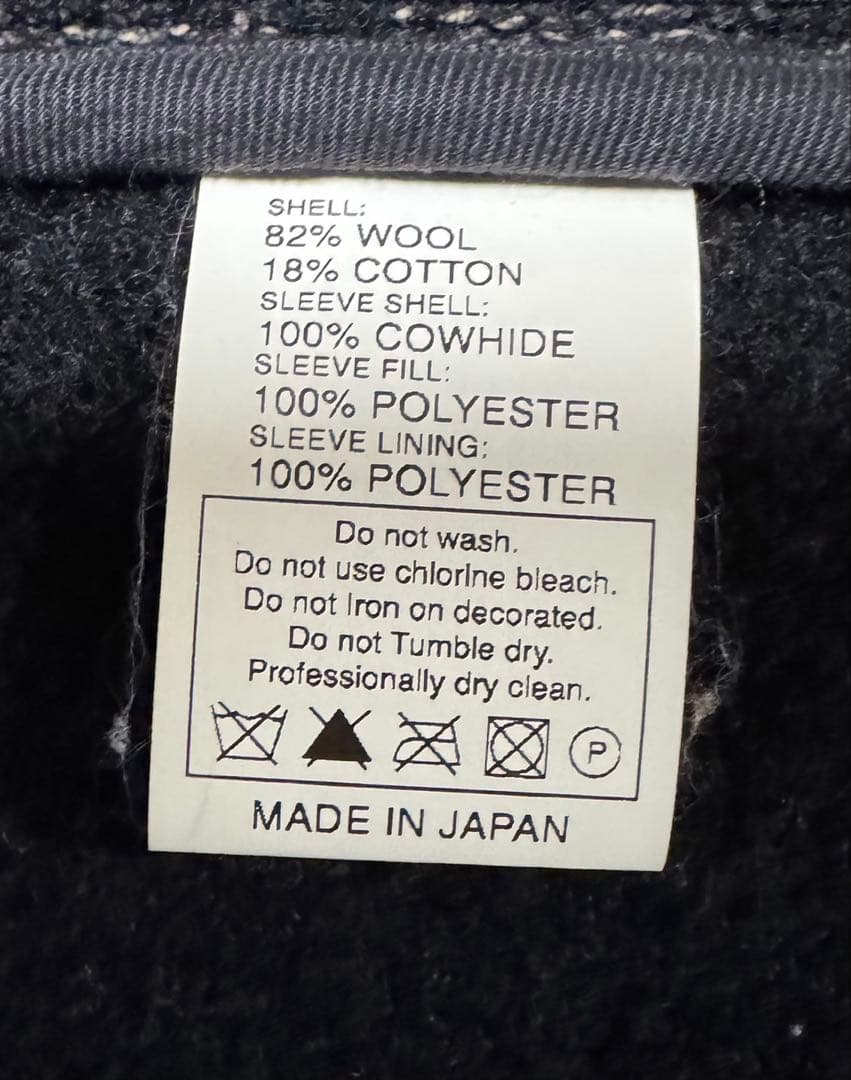 SHELL:
82% WOOL
18% COTTON
SLEEVE SHELL:
100% COWHIDE
SLEEVE FILL:
100% POLYESTER
SLEEVE LINING:
100% POLYESTER
Do not wash.
Do not use chlorine bleach.
Do not Iron on decorated.
Do not Tumble dry.
Professionally dry clean.
P
MADE IN JAPAN